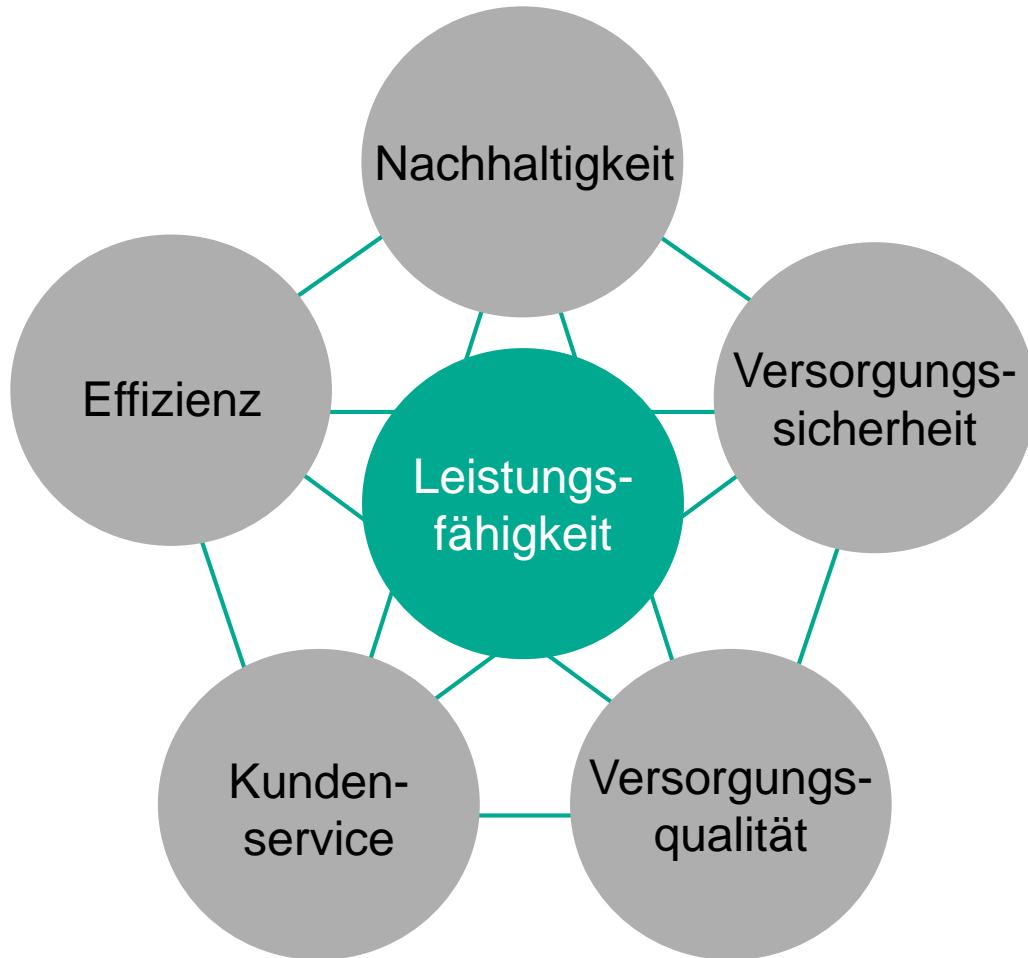 Nachhaltigkeit
Effizienz
Versorgungs-
sicherheit
Leistungs-
fähigkeit
Kunden-
service
Versorgungs-
qualität